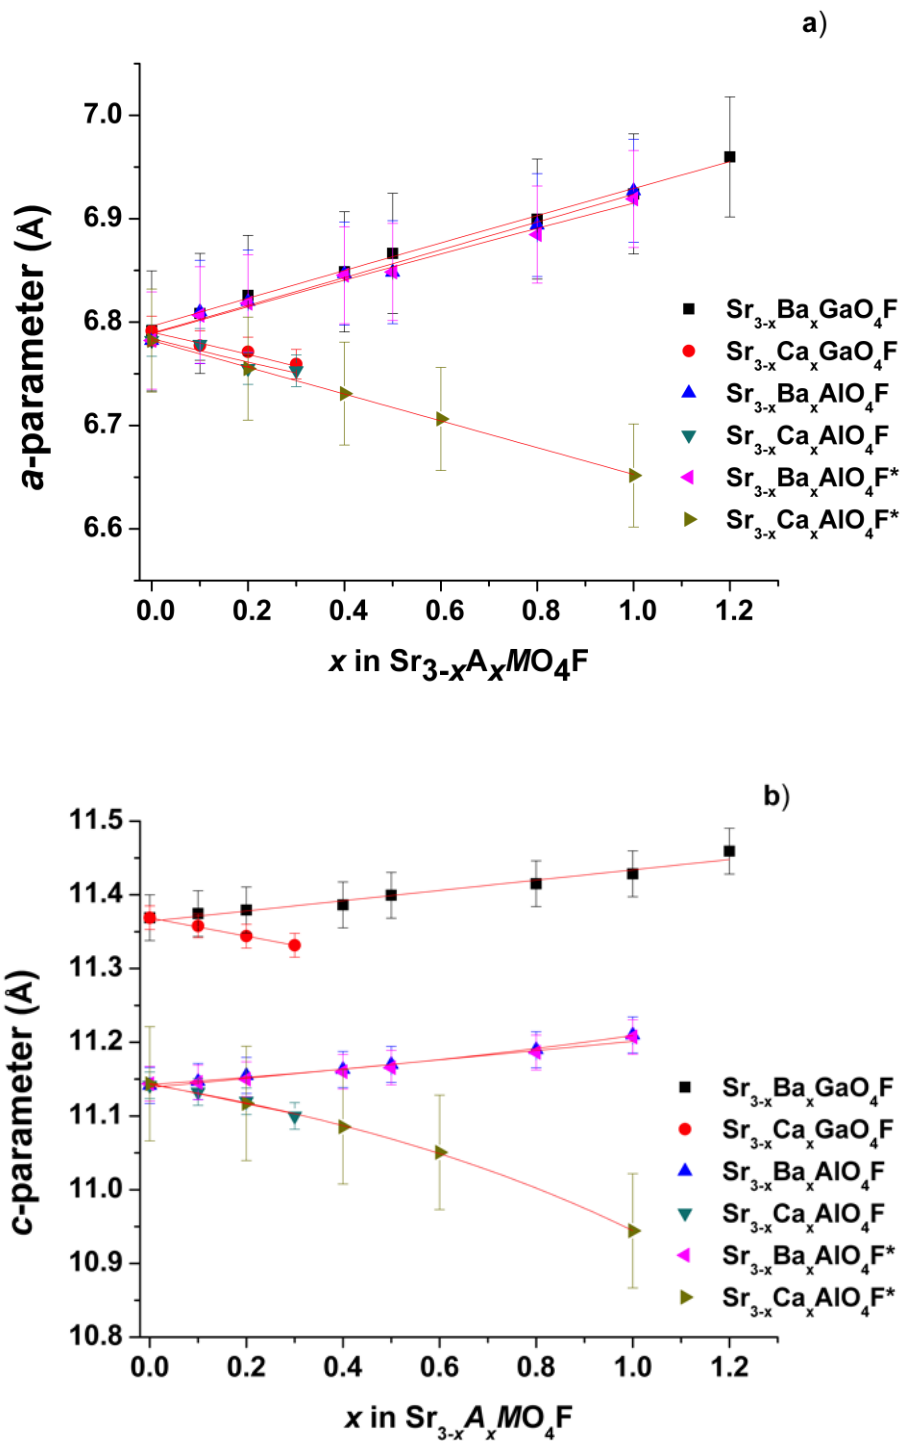 a)
7.0
6.9
6.8
6.7
6.6
a-parameter (Å)
0.0 0.2 0.4 0.6 0.8 1.0 1.2
x in Sr3-xAxMO4F
Sr3-xBaxGaO4F
Sr3-xCaxGaO4F
Sr3-xBaxAlO4F
Sr3-xCaxAlO4F
Sr3-xBaxAlO4F*
Sr3-xCaxAlO4F*
b)
11.5
11.4
11.3
11.2
11.1
11.0
10.9
10.8
c-parameter (Å)
0.0 0.2 0.4 0.6 0.8 1.0 1.2
x in Sr3-xAxMO4F
Sr3-xBaxGaO4F
Sr3-xCaxGaO4F
Sr3-xBaxAlO4F
Sr3-xCaxAlO4F
Sr3-xBaxAlO4F*
Sr3-xCaxAlO4F*